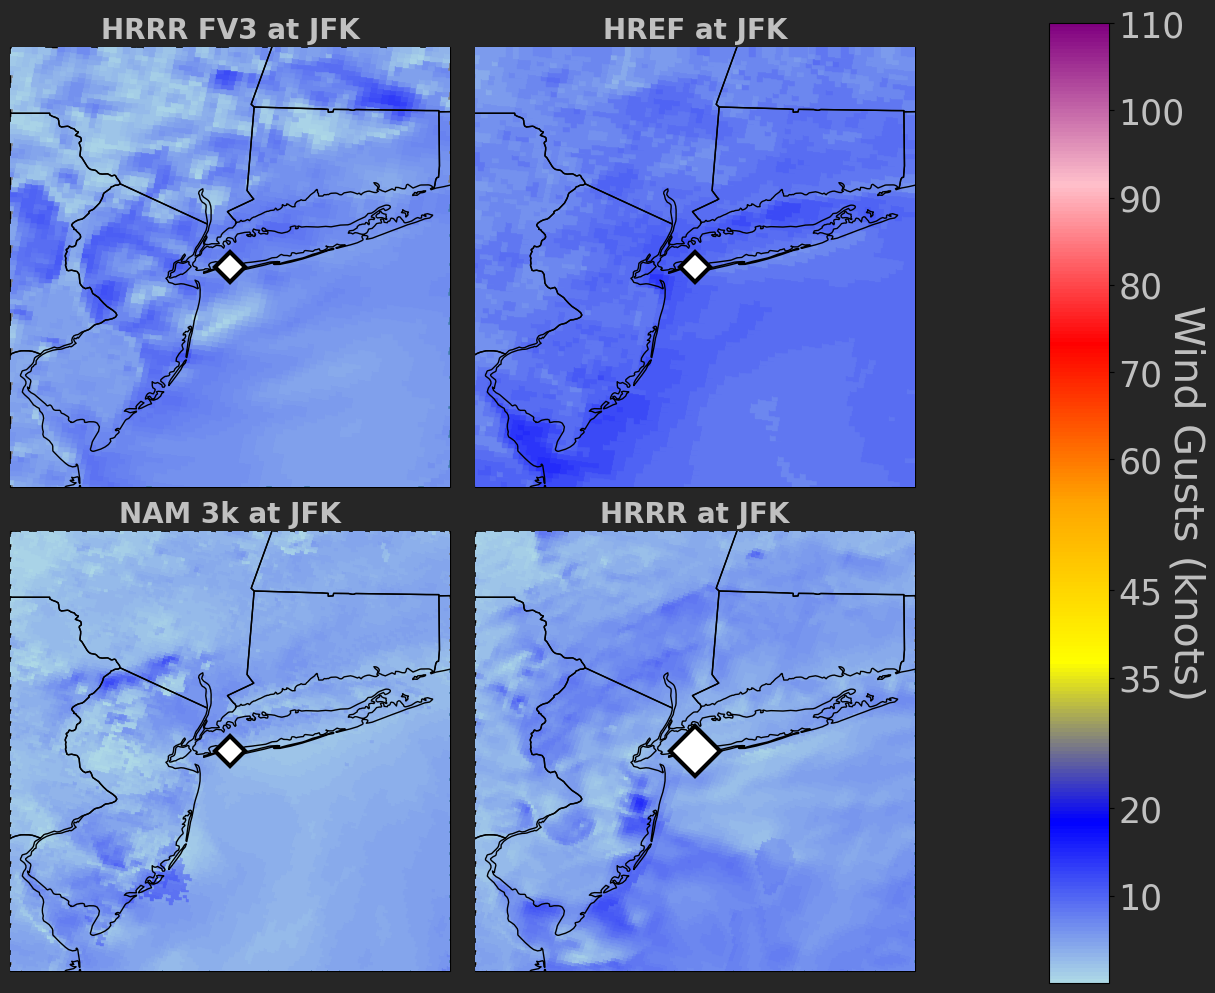 HRRR FV3 at JFK
HREF at JFK
NAM 3k at JFK
HRRR at JFK
110
100
90
80
70
60
45
35
20
10
Wind Gusts (knots)